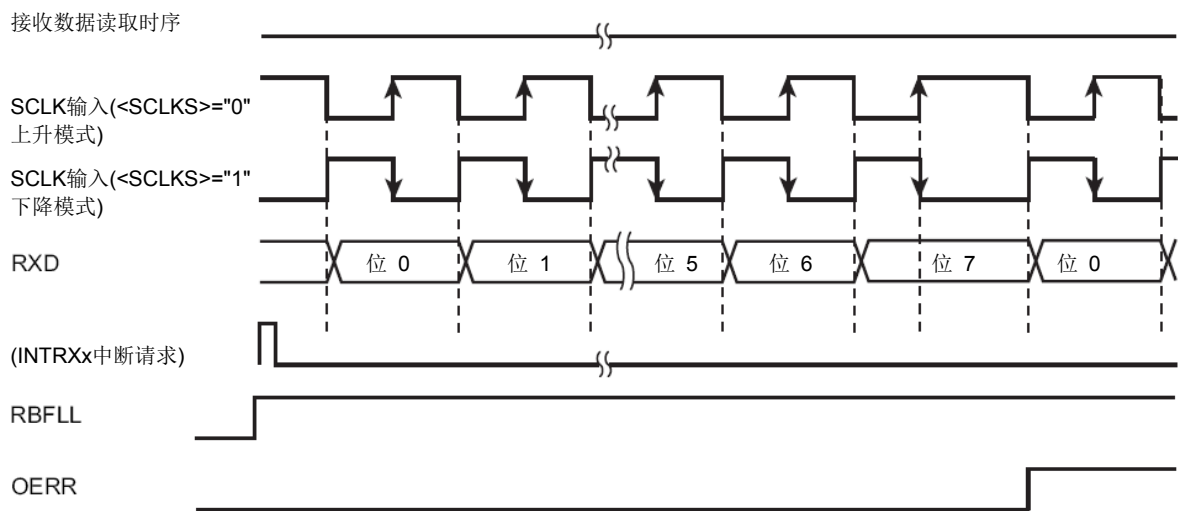 接收数据读取时序
SCLK输入(<SCLKS>="0"
上升模式)
SCLK输入(<SCLKS>="1"
下降模式)
RXD
位 0
位 1
位 5
位 6
位 7
位 0
(INTRXx中断请求)
RBFLL
OERR